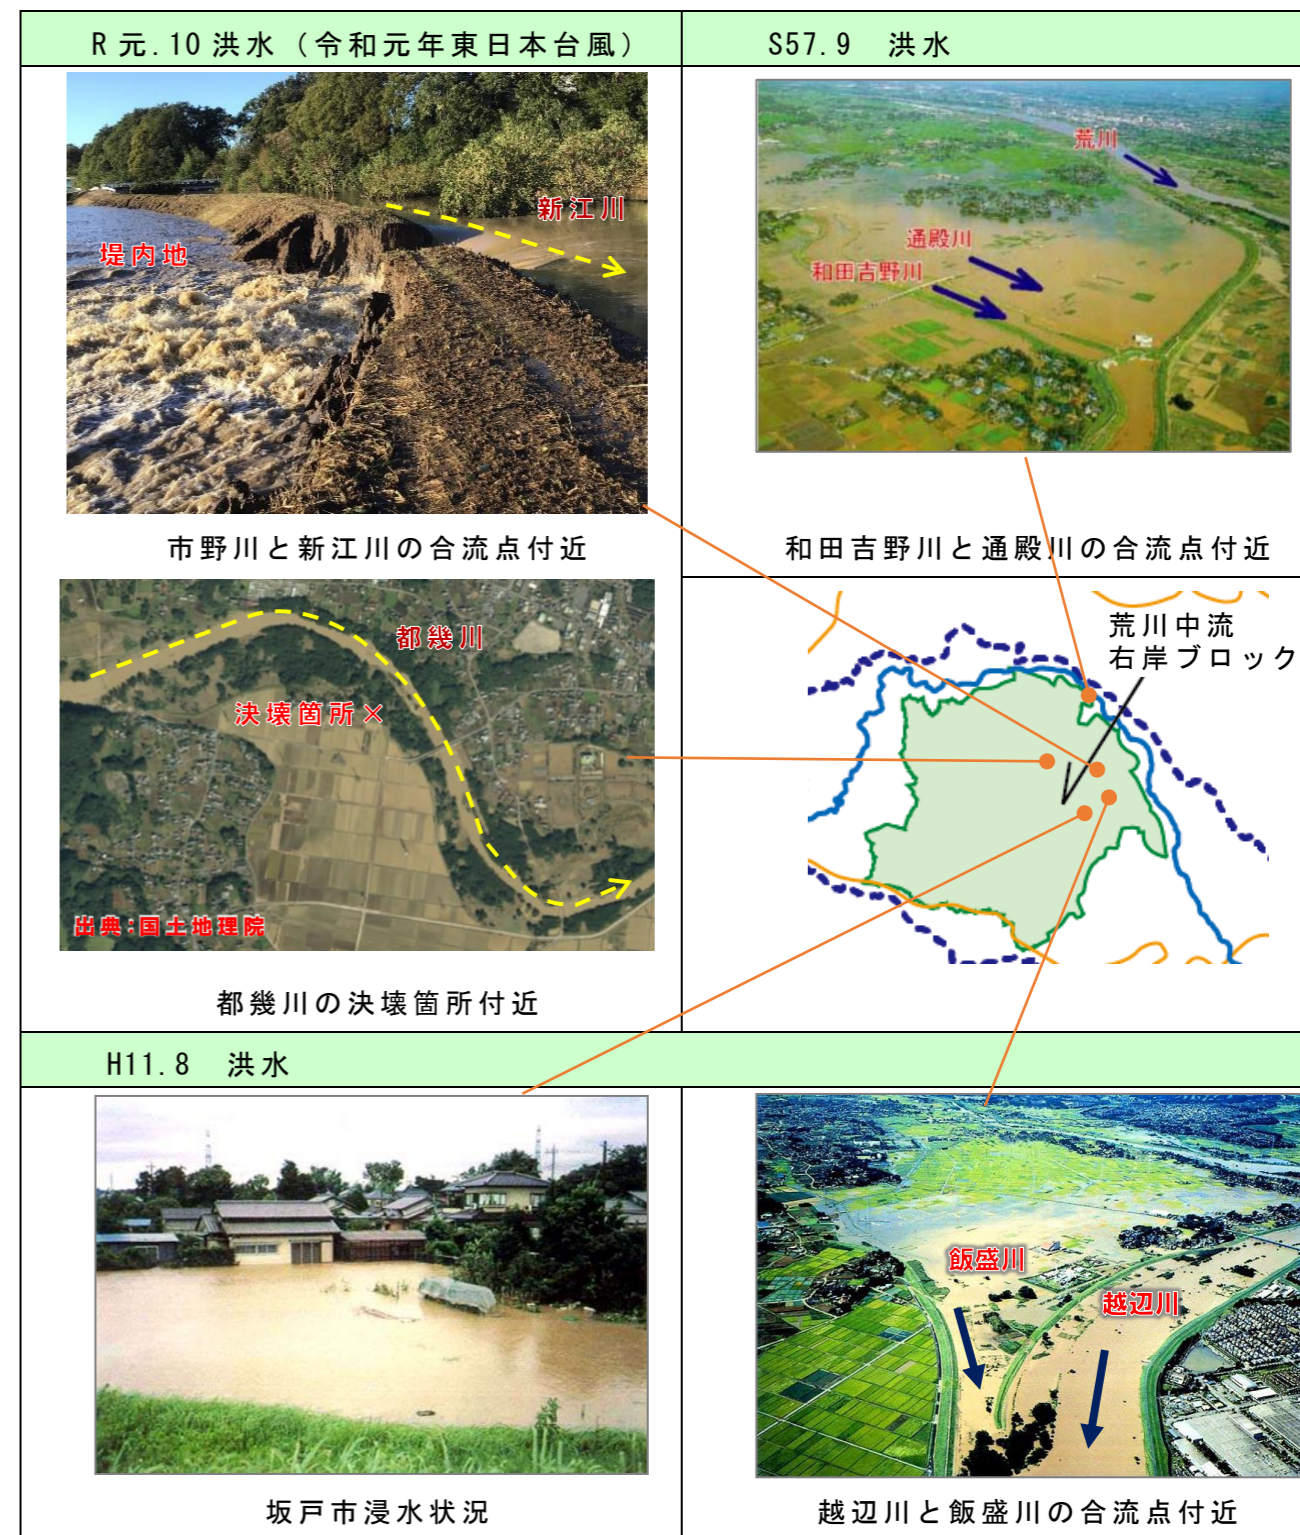 R元.10洪水（令和元年東日本台風）
S57.9　洪水
堤内地
新江川
市野川と新江川の合流点付近
荒川
通殿川
和田吉野川
和田吉野川と通殿川の合流点付近
都幾川
決壊箇所×
出典：国土地理院
都幾川の決壊箇所付近
荒川中流
右岸ブロック
H11.8　洪水
坂戸市浸水状況
飯盛川
越辺川
越辺川と飯盛川の合流点付近